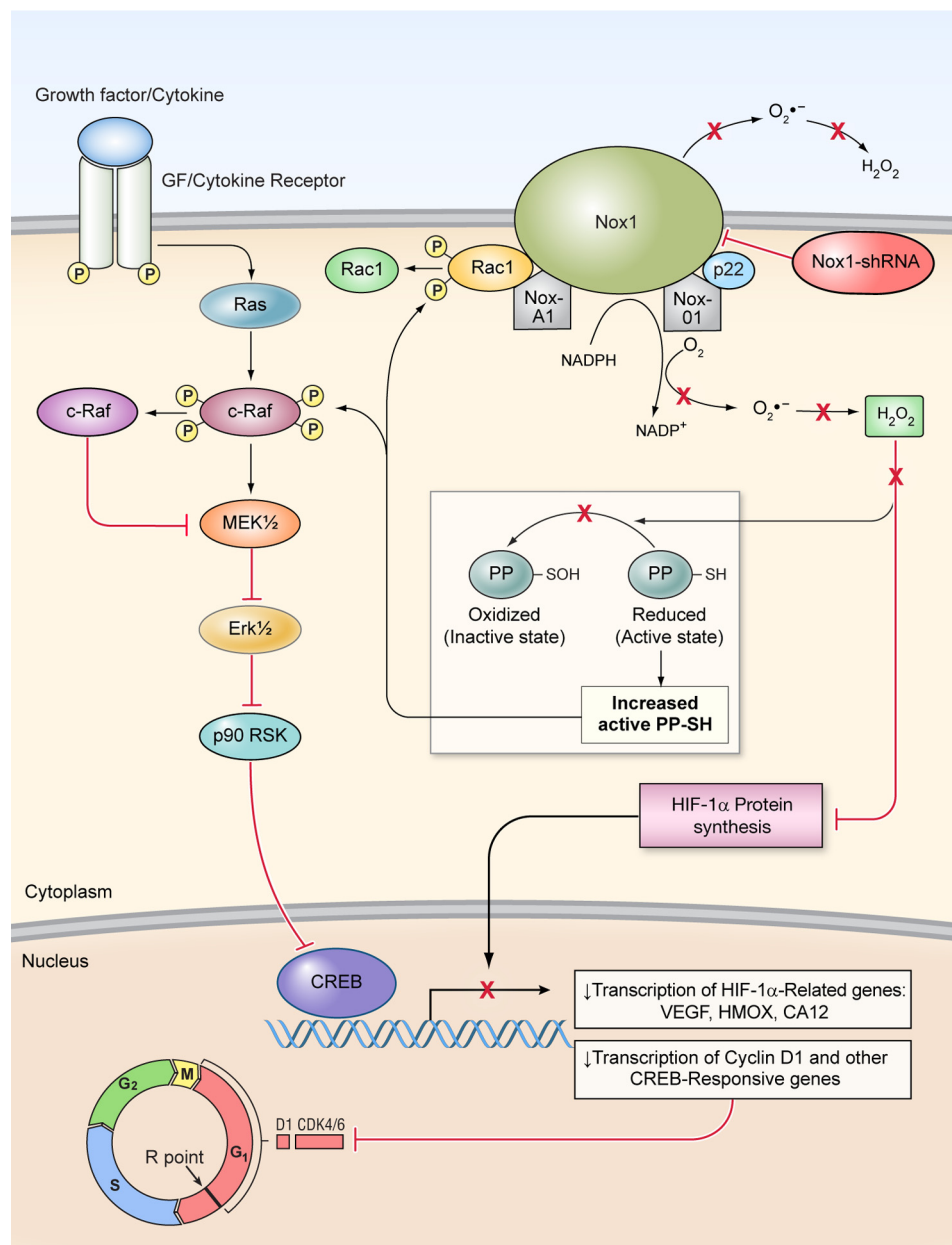 Growth factor/Cytokine
GF/Cytokine Receptor
P
P
O₂•⁻
X
X
H₂O₂
Nox1
Nox1-shRNA
P
P
Rac1
Rac1
p22
Nox-
A1
Nox-
01
Ras
NADPH
NADP⁺
O₂
X
O₂•⁻
X
H₂O₂
X
c-Raf
P
P
P
P
c-Raf
MEK½
Erk½
p90 RSK
X
PP
SOH
PP
SH
Oxidized
(Inactive state)
Reduced
(Active state)
Increased
active PP-SH
HIF-1α Protein
synthesis
Cytoplasm
Nucleus
CREB
X
↓Transcription of HIF-1α-Related genes:
VEGF, HMOX, CA12
↓Transcription of Cyclin D1 and other
CREB-Responsive genes
G₂
M
G₁
S
R point
D1 CDK4/6